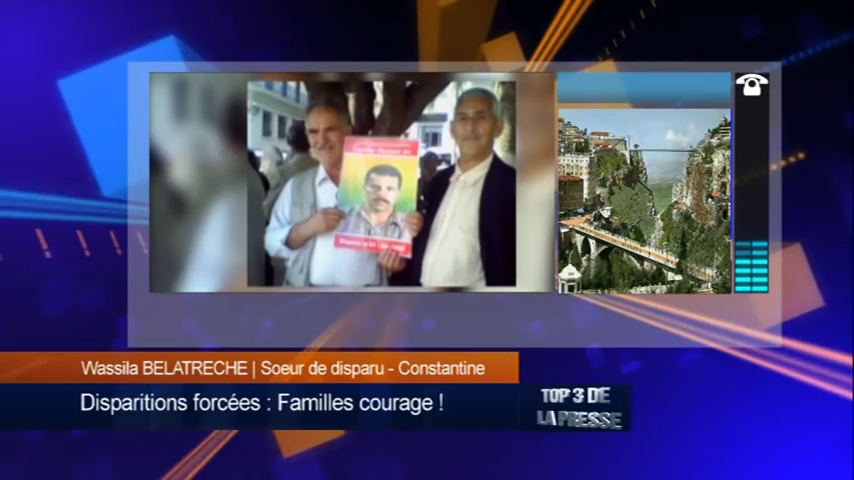 Wassila BELATRECHE | Soeur de disparu - Constantine
Disparitions forcées : Familles courage !
TOP 3 DE
LA PRESSE